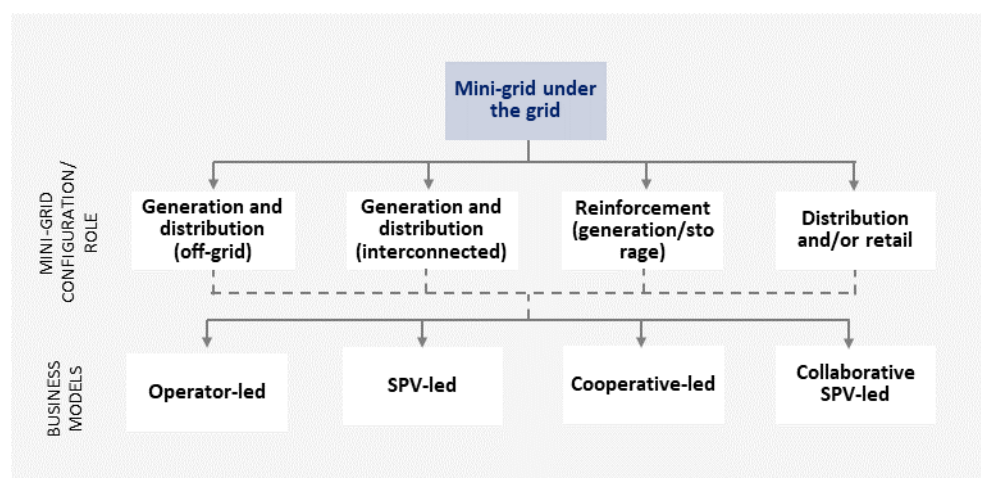 Mini-grid under
the grid
MINI-GRID
CONFIGURATION/
ROLE
Generation and
distribution
(off-grid)
Generation and
distribution
(interconnected)
Reinforcement
(generation/sto
rage)
Distribution
and/or retail
BUSINESS
MODELS
Operator-led
SPV-led
Cooperative-led
Collaborative
SPV-led